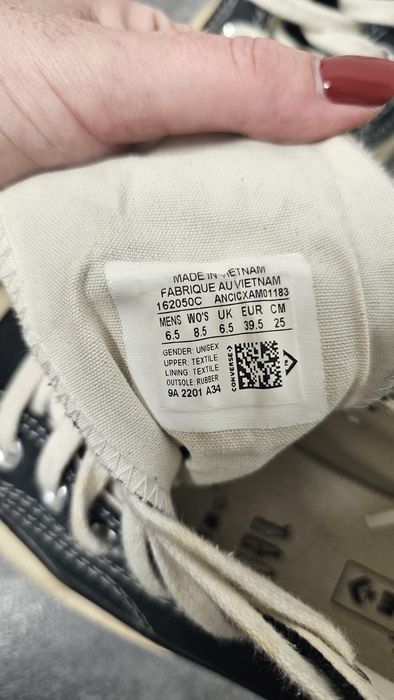 MADE IN VIETNAM
FABRIQUE AU VIETNAM
162050C ANCICXAM01183
MENS WO'S UK EUR CM
6.5 8.5 6.5 39.5 25
GENDER: UNISEX
UPPER: TEXTILE
LINING: TEXTILE
OUTSOLE: RUBBER
9A 2201 A34
CONVERSE